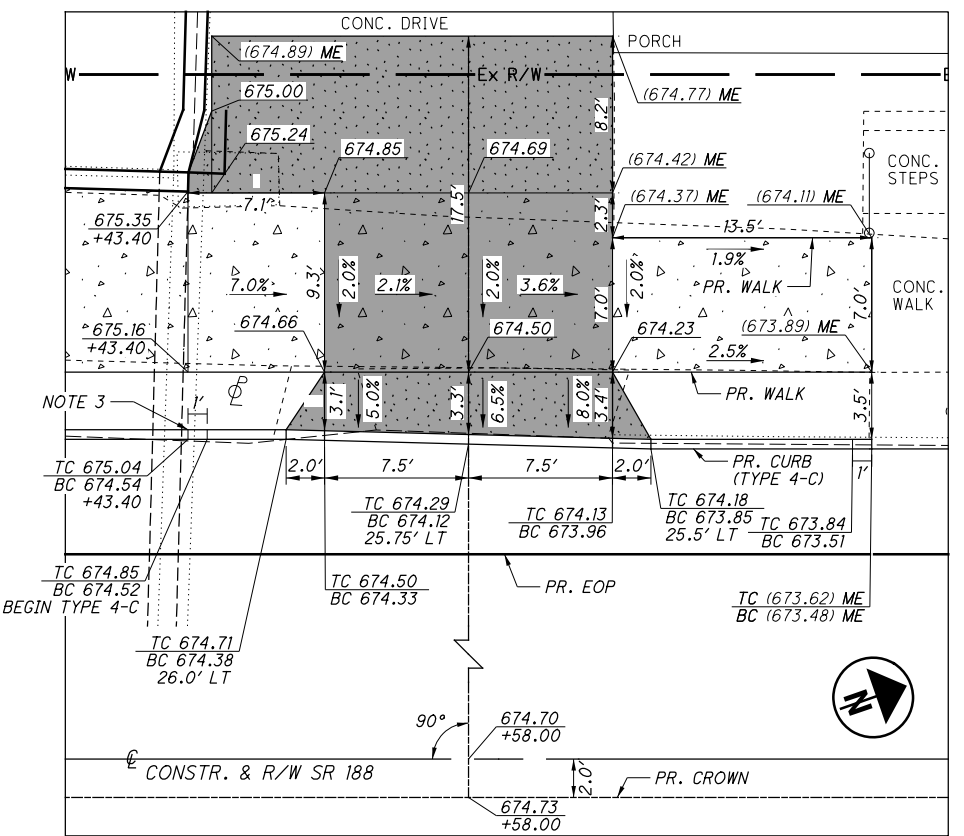 CONC. DRIVE
(674.89) ME
PORCH
W
Ex R/W
E
(674.77) ME
675.00
8.2'
675.24
674.85
674.69
(674.42) ME
CONC.
STEPS
(674.37) ME
(674.11) ME
7.1'
17.5'
2.3'
13.5'
675.35
+43.40
1.9%
PR. WALK
9.3'
2.0%
2.1%
2.0%
3.6%
7.0'
2.0%
7.0%
7.0'
CONC.
WALK
675.16
+43.40
674.66
674.50
674.23
(673.89) ME
2.5%
PR. WALK
NOTE 3
1'
3.1'
5.0%
3.3'
6.5%
8.0%
3.4'
3.5'
TC 675.04
BC 674.54
+43.40
2.0'
7.5'
7.5'
2.0'
PR. CURB
(TYPE 4-C)
1'
TC 674.29
BC 674.12
25.75' LT
TC 674.13
BC 673.96
TC 674.18
BC 673.85
25.5' LT
TC 673.84
BC 673.51
TC 674.85
BC 674.52
BEGIN TYPE 4-C
TC 674.50
BC 674.33
PR. EOP
TC (673.62) ME
BC (673.48) ME
TC 674.71
BC 674.38
26.0' LT
N
90°
674.70
+58.00
℄ CONSTR. & R/W SR 188
2.0'
PR. CROWN
674.73
+58.00